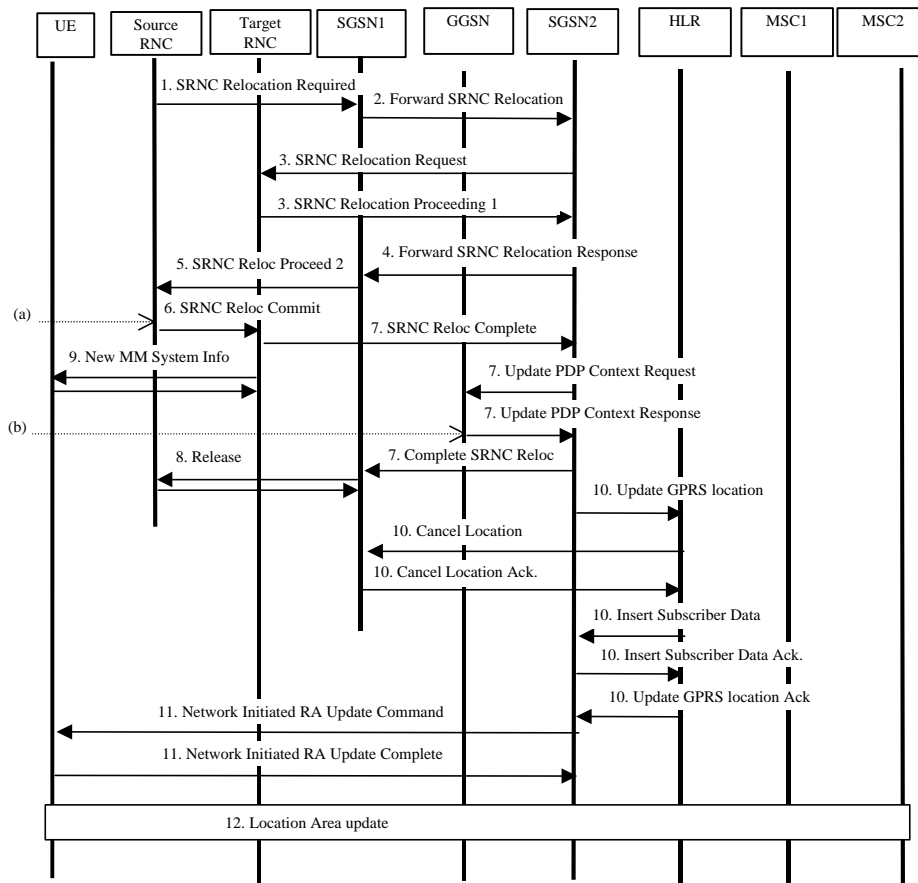 UE
Source
RNC
Target
RNC
SGSN1
GGSN
SGSN2
HLR
MSC1
MSC2
1. SRNC Relocation Required
2. Forward SRNC Relocation
3. SRNC Relocation Request
3. SRNC Relocation Proceeding 1
4. Forward SRNC Relocation Response
5. SRNC Reloc Proceed 2
(a)
6. SRNC Reloc Commit
7. SRNC Reloc Complete
9. New MM System Info
7. Update PDP Context Request
(b)
7. Update PDP Context Response
8. Release
7. Complete SRNC Reloc
10. Update GPRS location
10. Cancel Location
10. Cancel Location Ack.
10. Insert Subscriber Data
10. Insert Subscriber Data Ack.
10. Update GPRS location Ack
11. Network Initiated RA Update Command
11. Network Initiated RA Update Complete
12. Location Area update